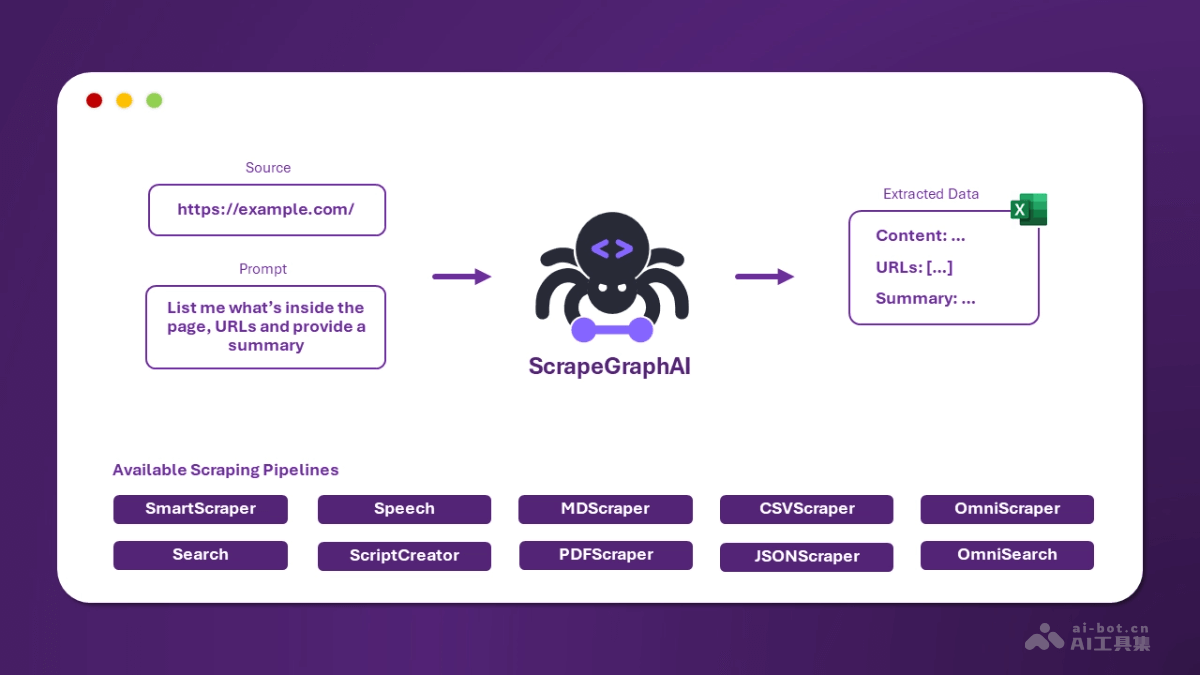 Source
https://example.com/
Prompt
List me what's inside the
page, URLs and provide a
summary
<>
ScrapeGraphAI
Extracted Data
X
Content: ...
URLs: [...]
Summary: ...
Available Scraping Pipelines
SmartScraper
Speech
MDScraper
CSVScraper
OmniScraper
Search
ScriptCreator
PDFScraper
JSONScraper
OmniSearch
ai-bot.cn
AI工具集